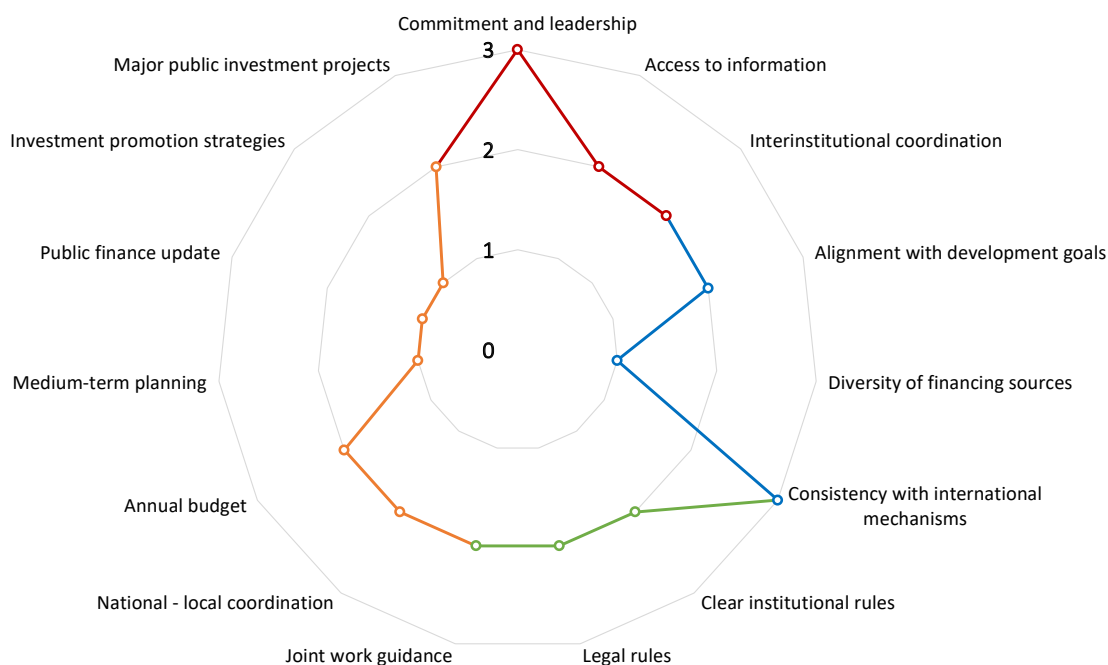 Commitment and leadership
3
Major public investment projects
Access to information
Investment promotion strategies
Interinstitutional coordination
2
Public finance update
1
Alignment with development goals
0
Medium-term planning
Diversity of financing sources
Annual budget
Consistency with international
mechanisms
National - local coordination
Clear institutional rules
Joint work guidance
Legal rules